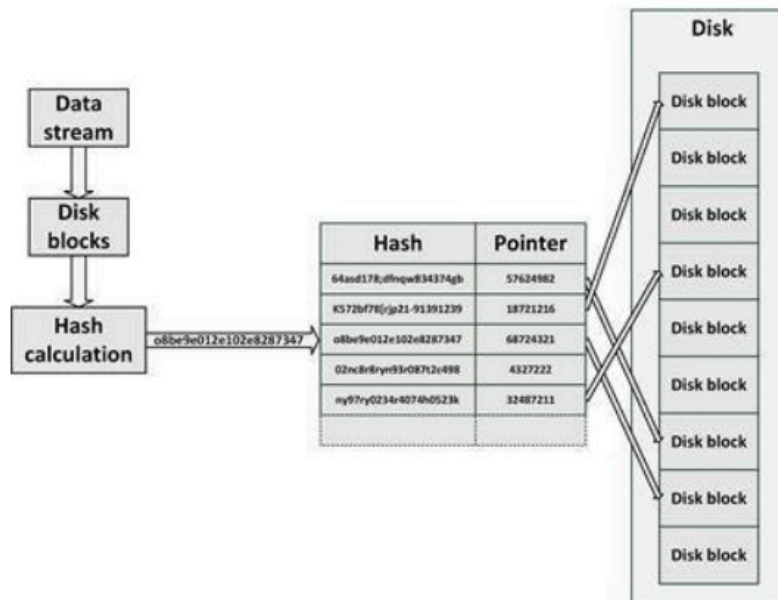 Disk
Data
stream
Disk
blocks
Hash
calculation
o8be9e012e102e8287347
Hash Pointer
64asd178;dfnqw834374gb 57624982
K572bf78[rjp21-91391239 18721216
o8be9e012e102e8287347 68724321
02nc8r8ryn93r087t2c498 4327222
ny97ry0234r4074h0523k 32487211
Disk block
Disk block
Disk block
Disk block
Disk block
Disk block
Disk block
Disk block
Disk block